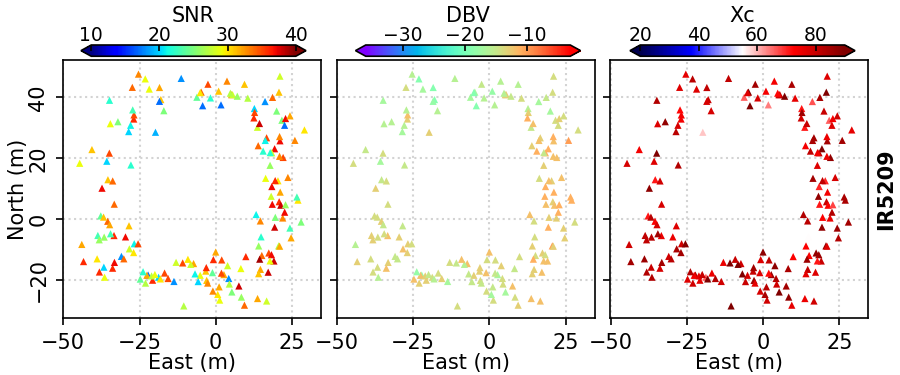 SNR DBV Xc
10 20 30 40 −30 −20 −10 20 40 60 80
40
20
0
−20
North (m)
IR5209
−50 −25 0 25 −50 −25 0 25 −50 −25 0 25
East (m) East (m) East (m)